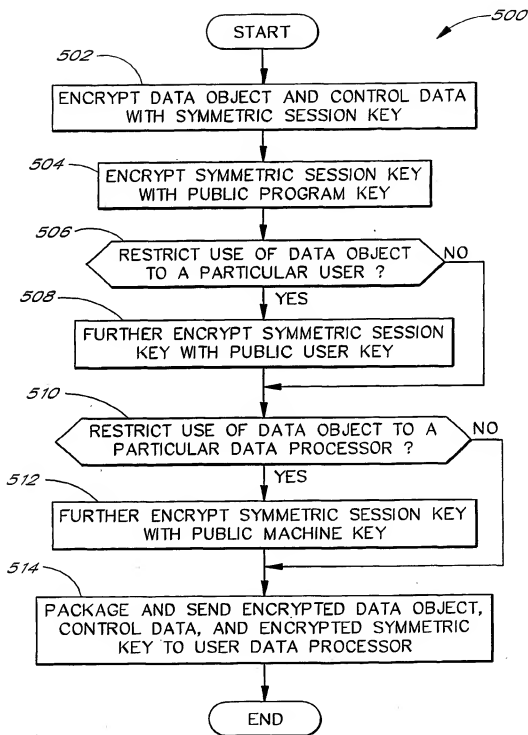 START
500
502
ENCRYPT DATA OBJECT AND CONTROL DATA
WITH SYMMETRIC SESSION KEY
504
ENCRYPT SYMMETRIC SESSION KEY
WITH PUBLIC PROGRAM KEY
506
RESTRICT USE OF DATA OBJECT
TO A PARTICULAR USER ?
NO
YES
508
FURTHER ENCRYPT SYMMETRIC SESSION
KEY WITH PUBLIC USER KEY
510
RESTRICT USE OF DATA OBJECT TO A
PARTICULAR DATA PROCESSOR ?
NO
YES
512
FURTHER ENCRYPT SYMMETRIC SESSION KEY
WITH PUBLIC MACHINE KEY
514
PACKAGE AND SEND ENCRYPTED DATA OBJECT,
CONTROL DATA, AND ENCRYPTED SYMMETRIC
KEY TO USER DATA PROCESSOR
END